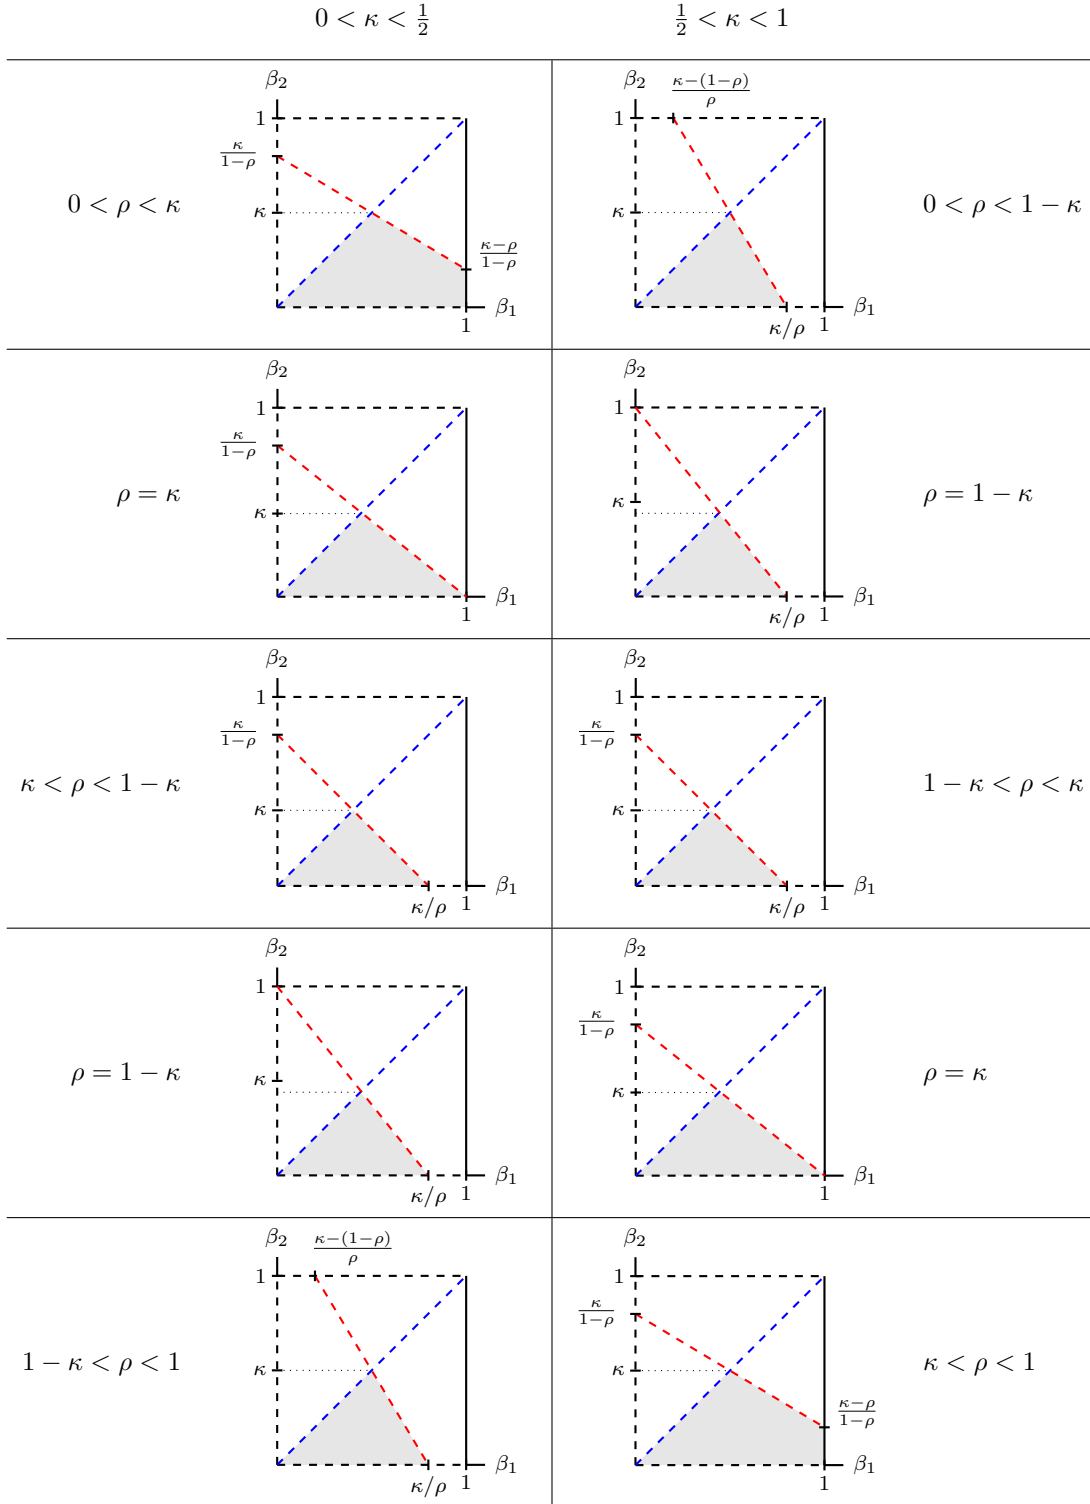 0 < κ < 1/2
1/2 < κ < 1
0 < ρ < κ
β₂
1
κ/(1−ρ)
κ
(κ−ρ)/(1−ρ)
β₁
1
β₂
(κ−(1−ρ))/ρ
1
κ
β₁
κ/ρ
1
0 < ρ < 1 − κ
ρ = κ
β₂
1
κ/(1−ρ)
κ
β₁
1
β₂
1
κ
β₁
κ/ρ
1
ρ = 1 − κ
κ < ρ < 1 − κ
β₂
1
κ/(1−ρ)
κ
β₁
κ/ρ
1
β₂
1
κ/(1−ρ)
κ
β₁
κ/ρ
1
1 − κ < ρ < κ
ρ = 1 − κ
β₂
1
κ
β₁
κ/ρ
1
β₂
1
κ/(1−ρ)
κ
β₁
1
ρ = κ
1 − κ < ρ < 1
β₂
(κ−(1−ρ))/ρ
1
κ
β₁
κ/ρ
1
β₂
1
κ/(1−ρ)
κ
(κ−ρ)/(1−ρ)
β₁
1
κ < ρ < 1